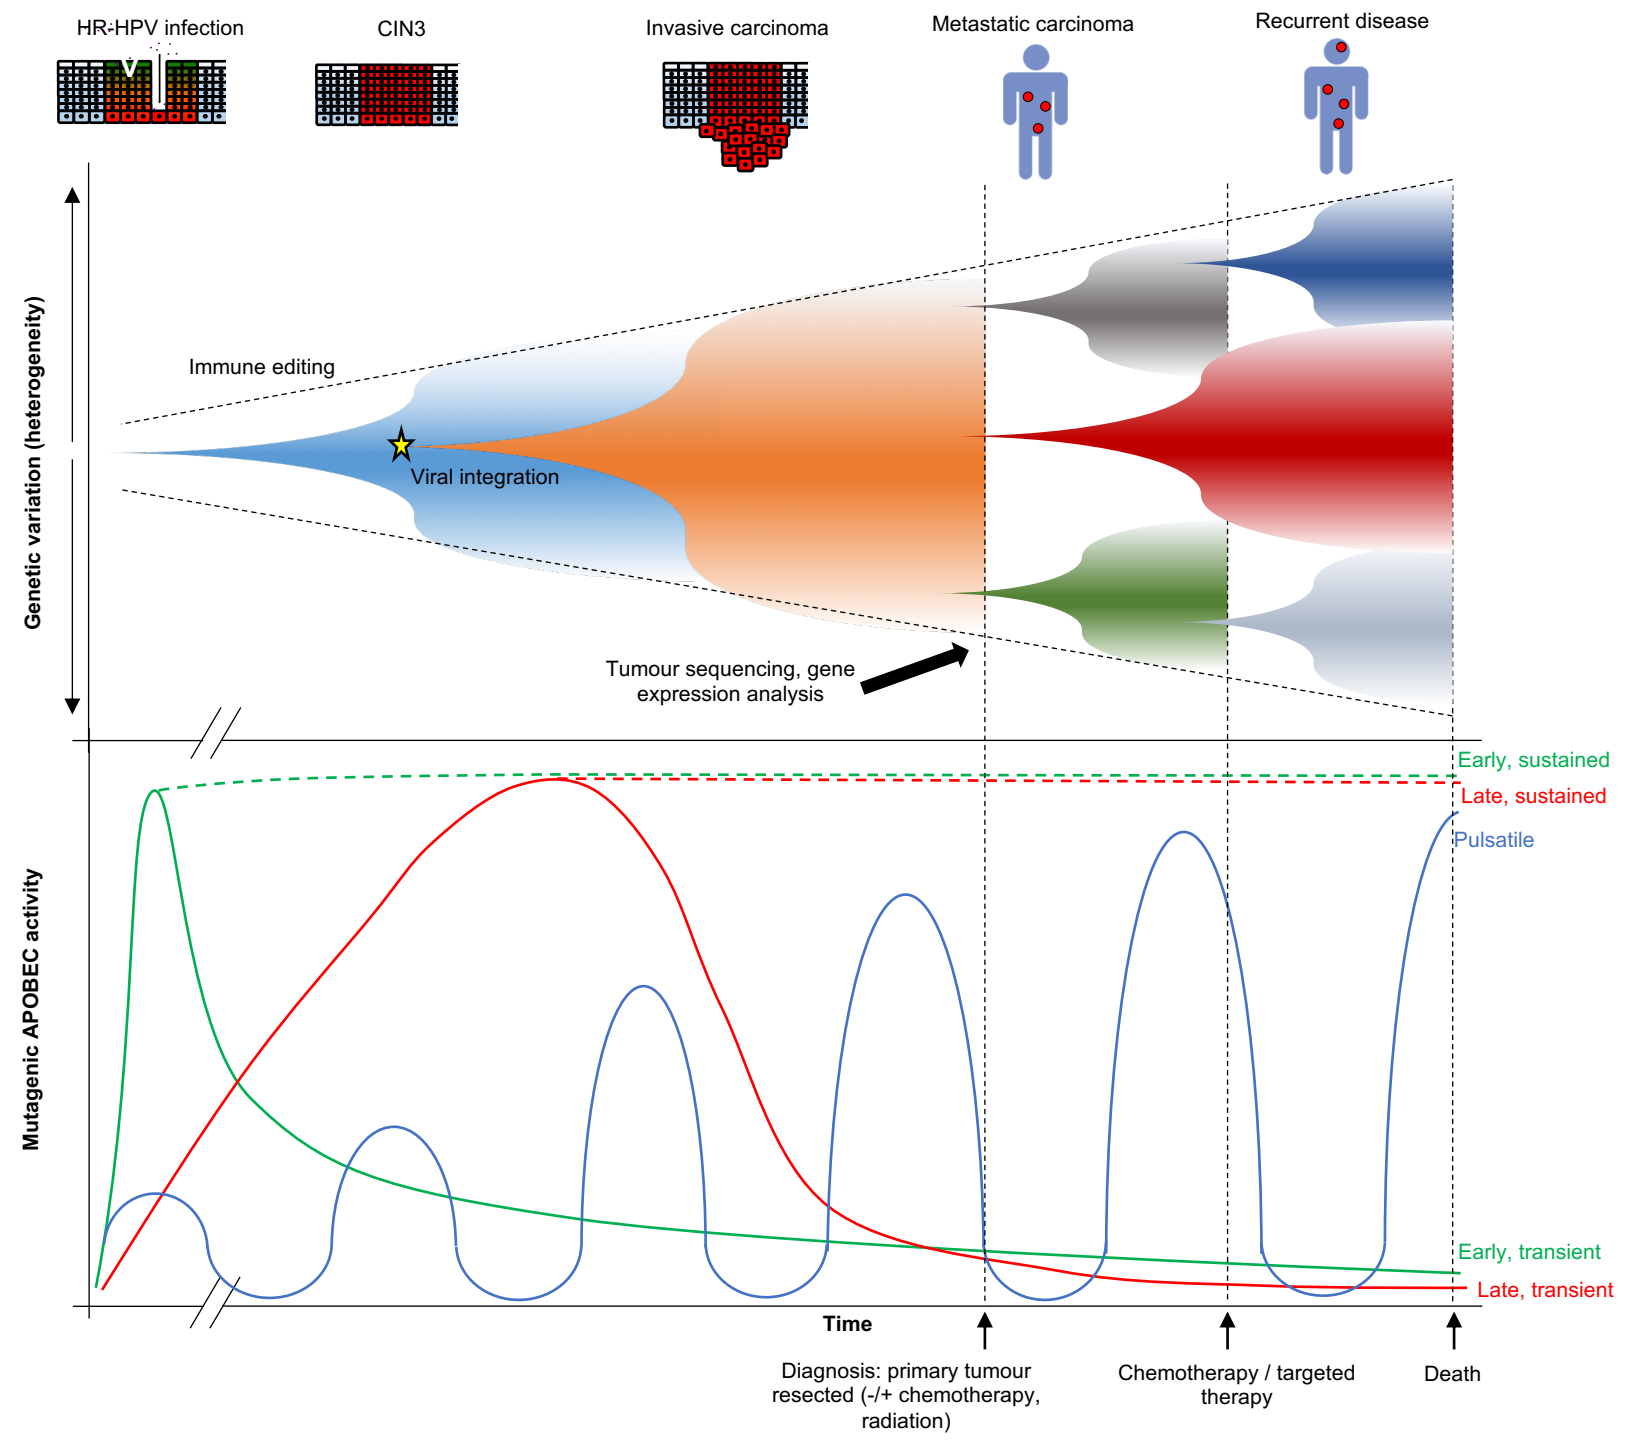 HR-HPV infection
CIN3
Invasive carcinoma
Metastatic carcinoma
Recurrent disease
V
Genetic variation (heterogeneity)
Immune editing
Viral integration
Tumour sequencing, gene
expression analysis
Mutagenic APOBEC activity
Early, sustained
Late, sustained
Pulsatile
Early, transient
Late, transient
Time
Diagnosis: primary tumour
resected (-/+ chemotherapy,
radiation)
Chemotherapy / targeted
therapy
Death